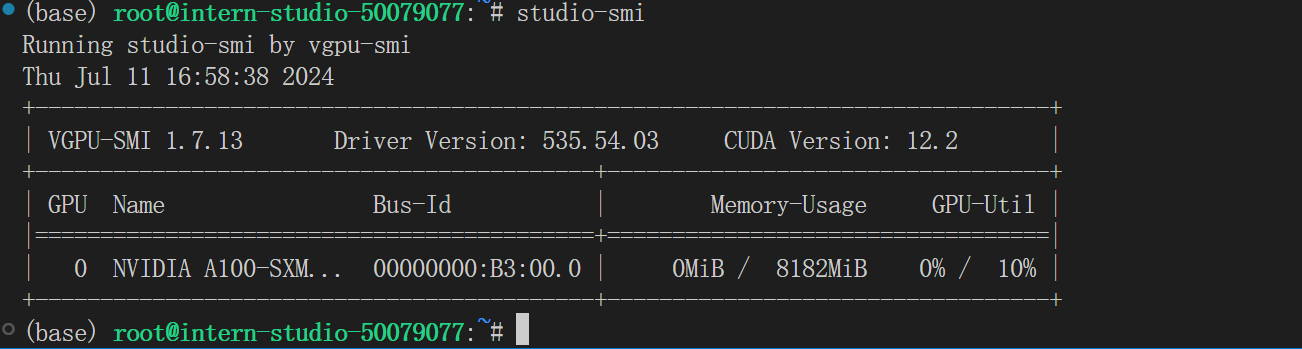 (base) root@intern-studio-50079077:~# studio-smi
Running studio-smi by vgpu-smi
Thu Jul 11 16:58:38 2024
+------------------------------------------------------------------------------+
| VGPU-SMI 1.7.13       Driver Version: 535.54.03     CUDA Version: 12.2       |
+-------------------------------------------+----------------------------------+
| GPU  Name                Bus-Id           |        Memory-Usage     GPU-Util |
|===========================================+==================================|
|   0  NVIDIA A100-SXM...  00000000:B3:00.0 |     0MiB /  8182MiB    0% /  10% |
+-------------------------------------------+----------------------------------+
(base) root@intern-studio-50079077:~#